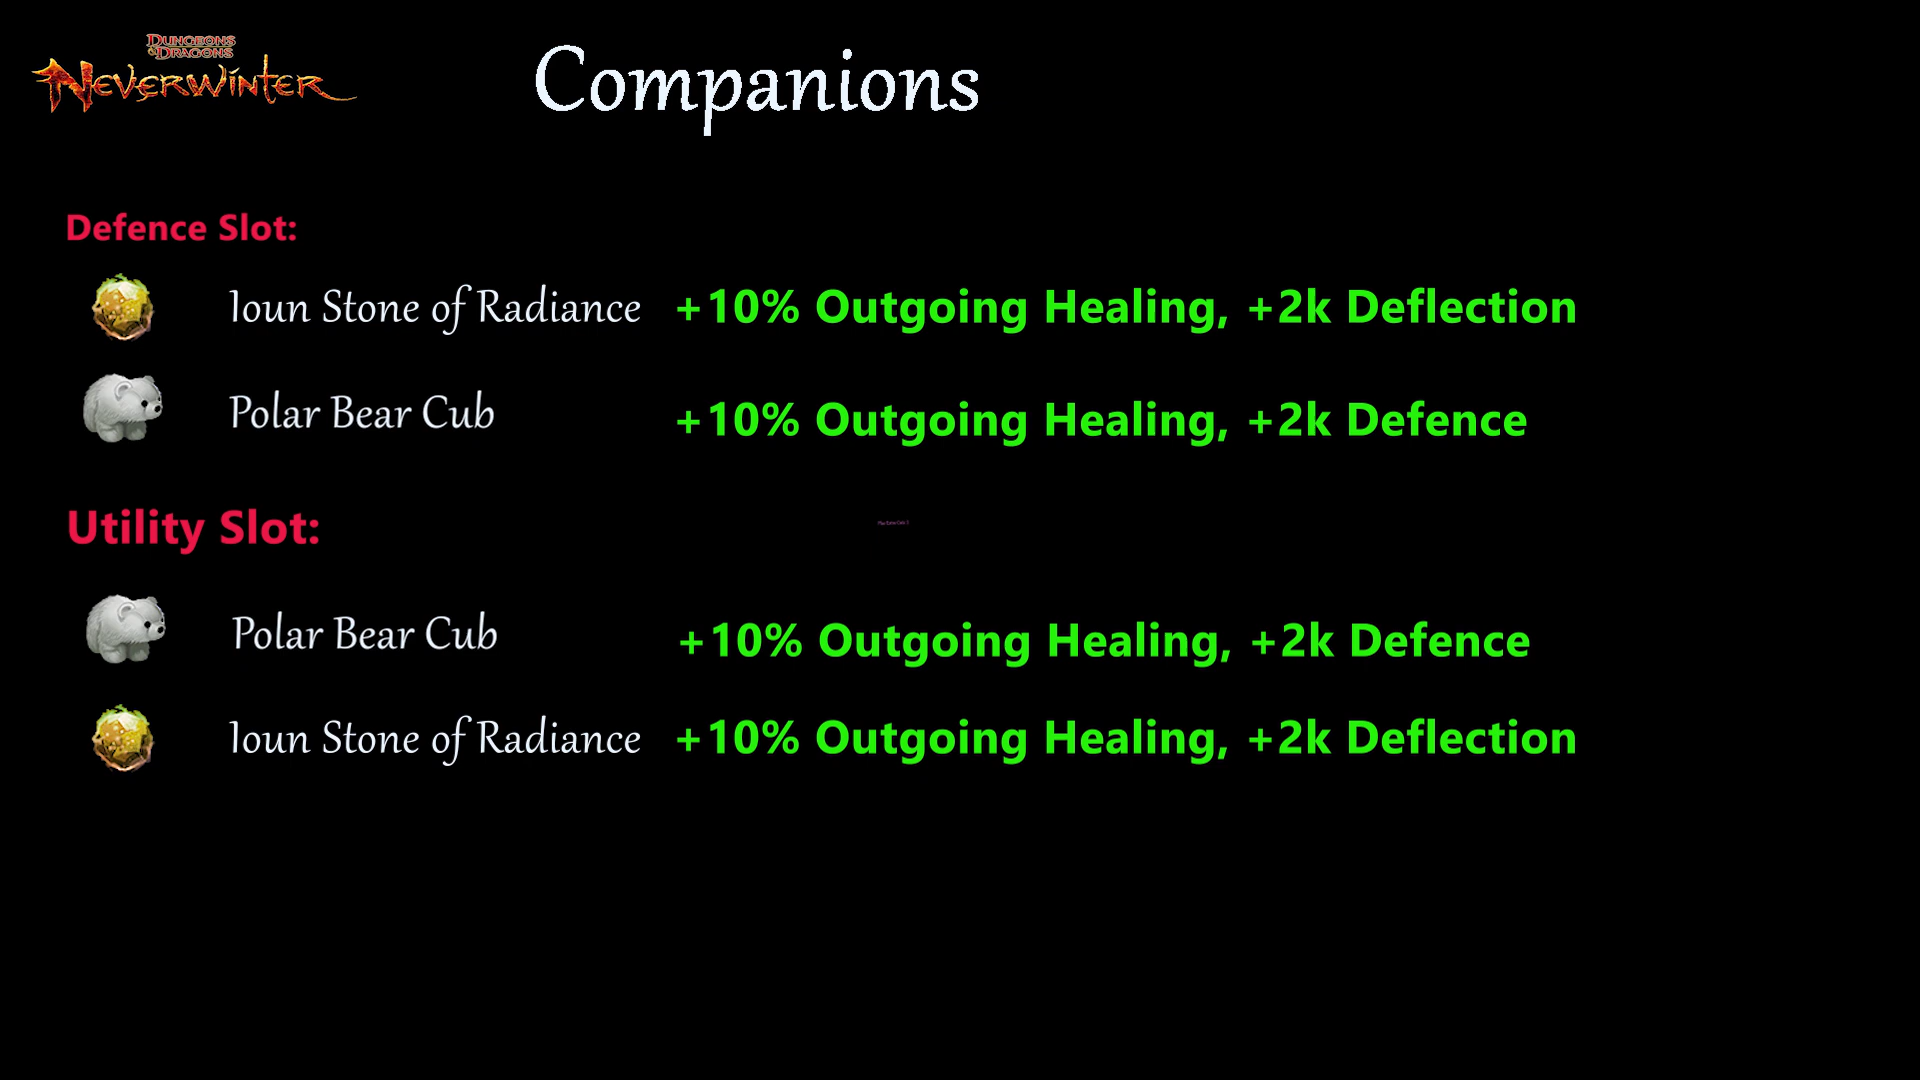 DUNGEONS
& DRAGONS
NEVERWINTER
Companions
Defence Slot:
Ioun Stone of Radiance +10% Outgoing Healing, +2k Deflection
Polar Bear Cub +10% Outgoing Healing, +2k Defence
Utility Slot:
Polar Bear Cub +10% Outgoing Healing, +2k Defence
Ioun Stone of Radiance +10% Outgoing Healing, +2k Deflection